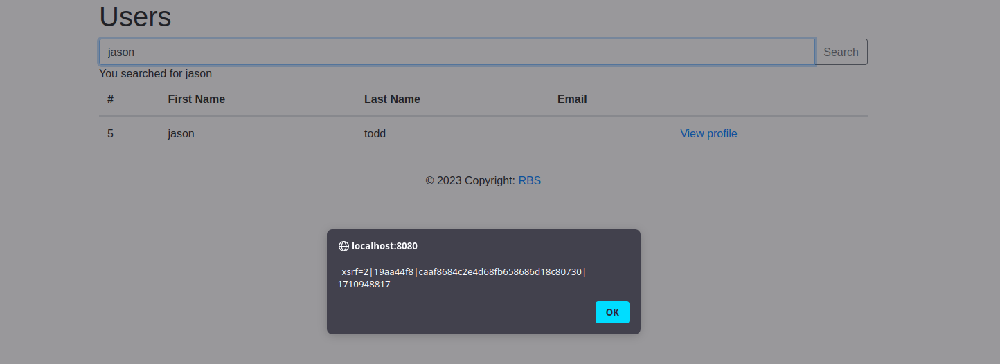 Users
jason
Search
You searched for jason
# First Name Last Name Email
5 jason todd View profile
© 2023 Copyright: RBS
localhost:8080
_xsrf=2|19aa44f8|caaf8684c2e4d68fb658686d18c80730|
1710948817
OK